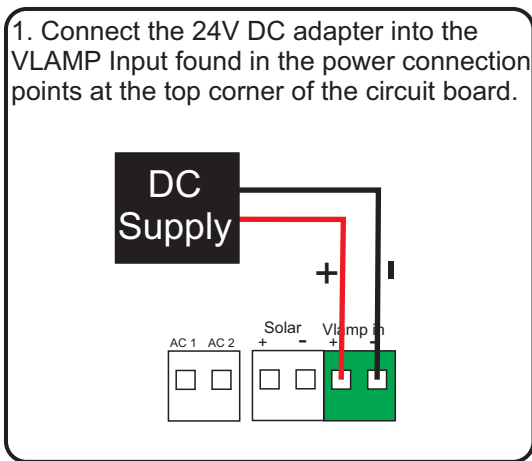 1. Connect the 24V DC adapter into the
VLAMP Input found in the power connection
points at the top corner of the circuit board.
DC
Supply
+ -
Solar Vlamp in
AC 1 AC 2 + - + -